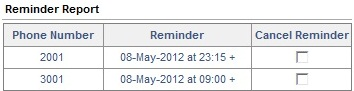 Reminder Report
Phone Number Reminder Cancel Reminder
2001 08-May-2012 at 23:15 +
3001 08-May-2012 at 09:00 +